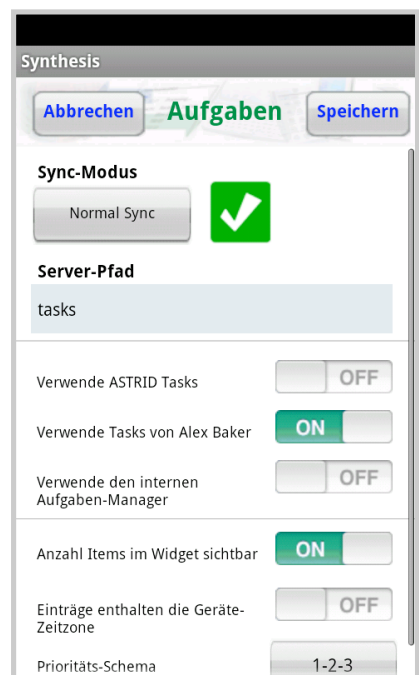 Synthesis
Abbrechen Aufgaben Speichern
Sync-Modus
Normal Sync
Server-Pfad
tasks
Verwende ASTRID Tasks OFF
Verwende Tasks von Alex Baker ON
Verwende den internen
Aufgaben-Manager OFF
Anzahl Items im Widget sichtbar ON
Einträge enthalten die Geräte-
Zeitzone OFF
Prioritäts-Schema 1-2-3